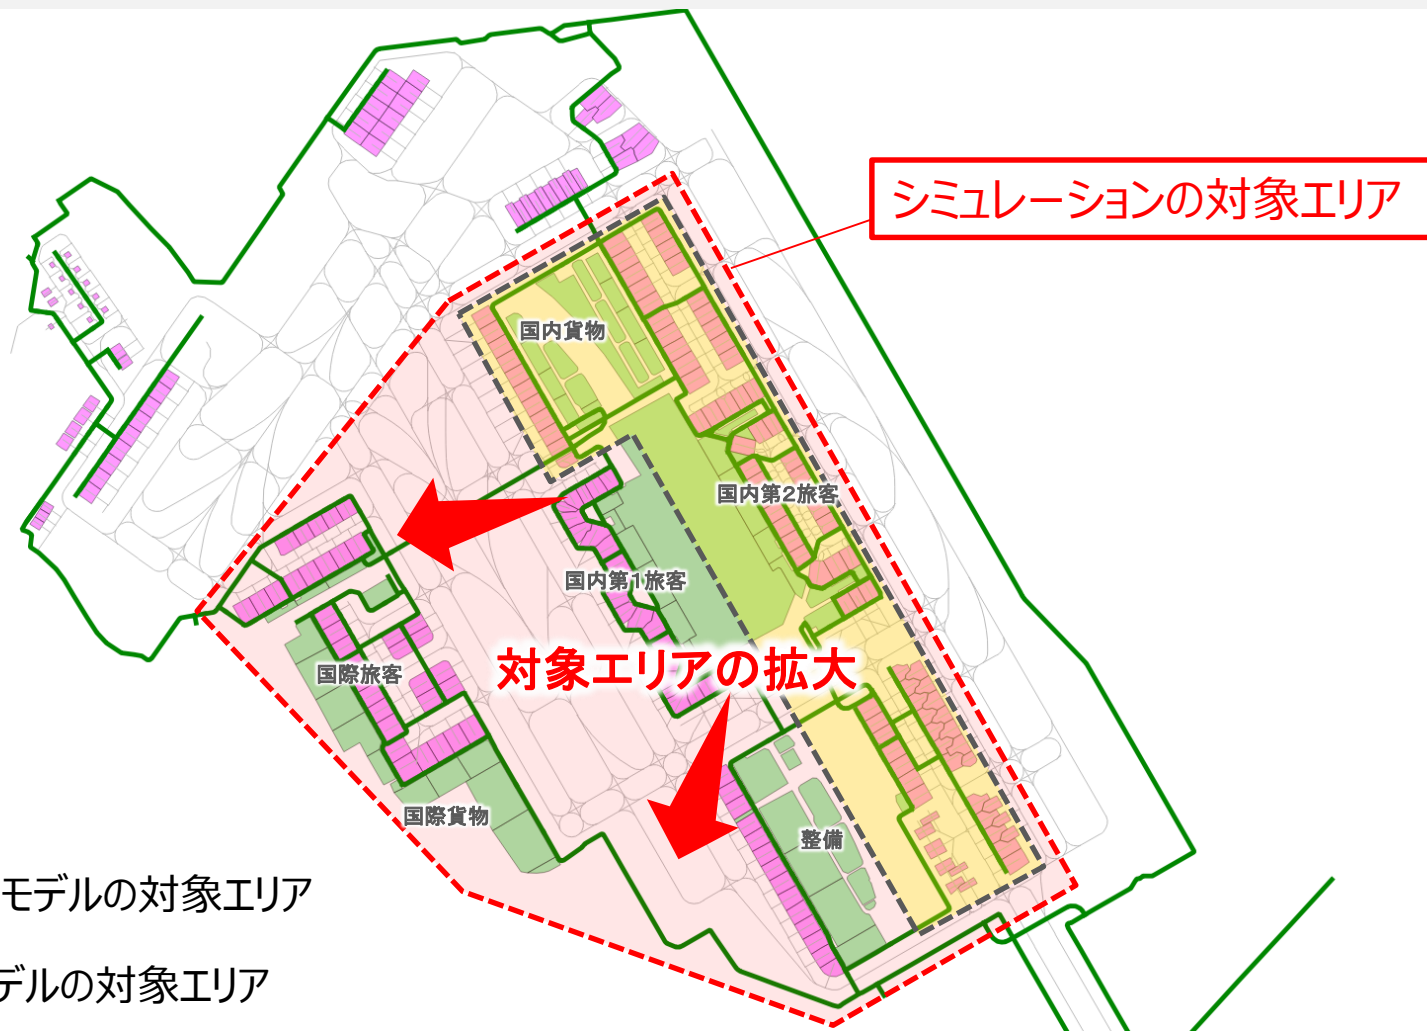 シミュレーションの対象エリア
国内貨物
国内第2旅客
国内第1旅客
対象エリアの拡大
国際旅客
国際貨物
整備
モデルの対象エリア
デルの対象エリア